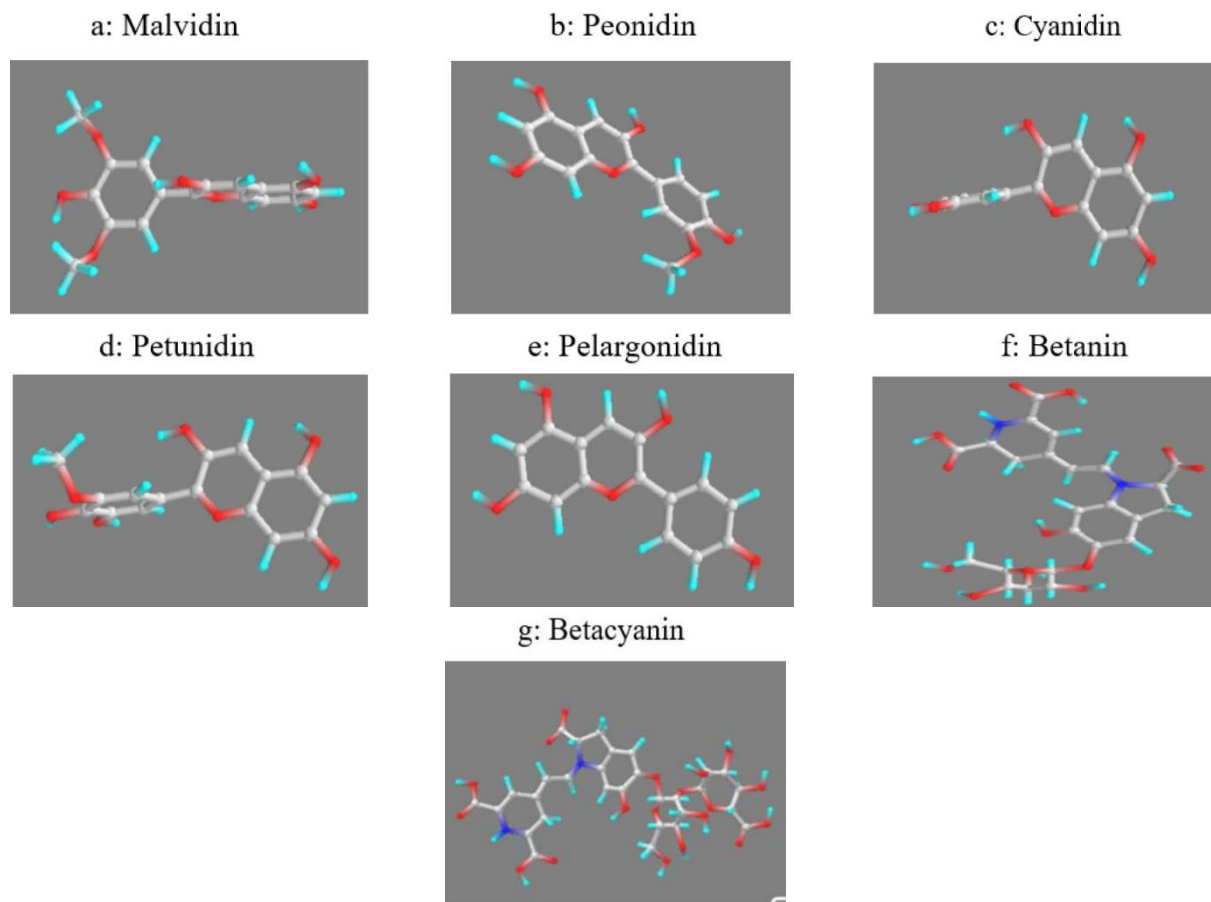 a: Malvidin
b: Peonidin
c: Cyanidin
d: Petunidin
e: Pelargonidin
f: Betanin
g: Betacyanin